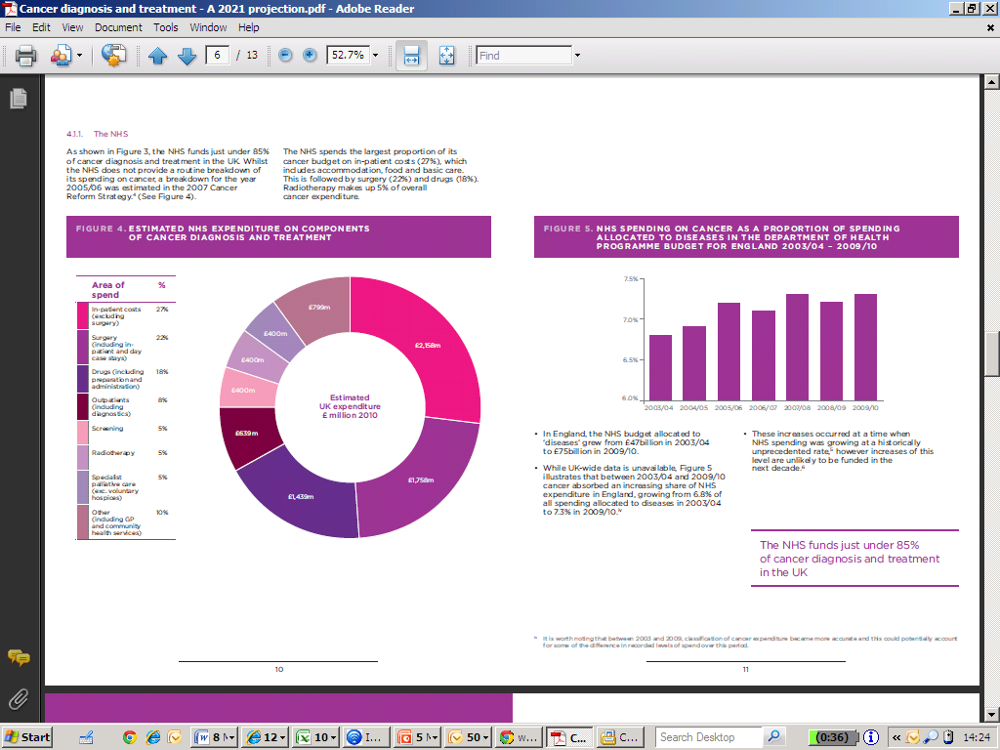 Cancer diagnosis and treatment - A 2021 projection.pdf - Adobe Reader
File Edit View Document Tools Window Help
6 / 13 52.7% Find
4.1.1. The NHS
As shown in Figure 3, the NHS funds just under 85%
of cancer diagnosis and treatment in the UK. Whilst
the NHS does not provide a routine breakdown of
its spending on cancer, a breakdown for the year
2005/06 was estimated in the 2007 Cancer
Reform Strategy.⁴ (See Figure 4).
The NHS spends the largest proportion of its
cancer budget on in-patient costs (27%), which
includes accommodation, food and basic care.
This is followed by surgery (22%) and drugs (18%).
Radiotherapy makes up 5% of overall
cancer expenditure.
FIGURE 4. ESTIMATED NHS EXPENDITURE ON COMPONENTS
OF CANCER DIAGNOSIS AND TREATMENT
Area of %
spend
In-patient costs 27%
(excluding
surgery)
Surgery 22%
(including in-
patient and day
case stays)
Drugs (including 18%
preparation and
administration)
Outpatients 8%
(including
diagnostics)
Screening 5%
Radiotherapy 5%
Specialist 5%
palliative care
(exc. voluntary
hospices)
Other 10%
(including GP
and community
health services)
£799m
£400m
£400m
£400m
£639m
£1,439m
£1,758m
£2,158m
Estimated
UK expenditure
£ million 2010
10
FIGURE 5. NHS SPENDING ON CANCER AS A PROPORTION OF SPENDING
ALLOCATED TO DISEASES IN THE DEPARTMENT OF HEALTH
PROGRAMME BUDGET FOR ENGLAND 2003/04 – 2009/10
7.5%
7.0%
6.5%
6.0%
2003/04 2004/05 2005/06 2006/07 2007/08 2008/09 2009/10
• In England, the NHS budget allocated to
‘diseases’ grew from £47billion in 2003/04
to £75billion in 2009/10.
• While UK-wide data is unavailable, Figure 5
illustrates that between 2003/04 and 2009/10
cancer absorbed an increasing share of NHS
expenditure in England, growing from 6.8% of
all spending allocated to diseases in 2003/04
to 7.3% in 2009/10.ⁱᵛ
• These increases occurred at a time when
NHS spending was growing at a historically
unprecedented rate,⁵ however increases of this
level are unlikely to be funded in the
next decade.⁶
The NHS funds just under 85%
of cancer diagnosis and treatment
in the UK
ⁱᵛ It is worth noting that between 2003 and 2009, classification of cancer expenditure became more accurate and this could potentially account
for some of the difference in recorded levels of spend over this period.
11
Start 8 N 12 10 I... 5 N 50 w... C... C... Search Desktop (0:36) 14:24